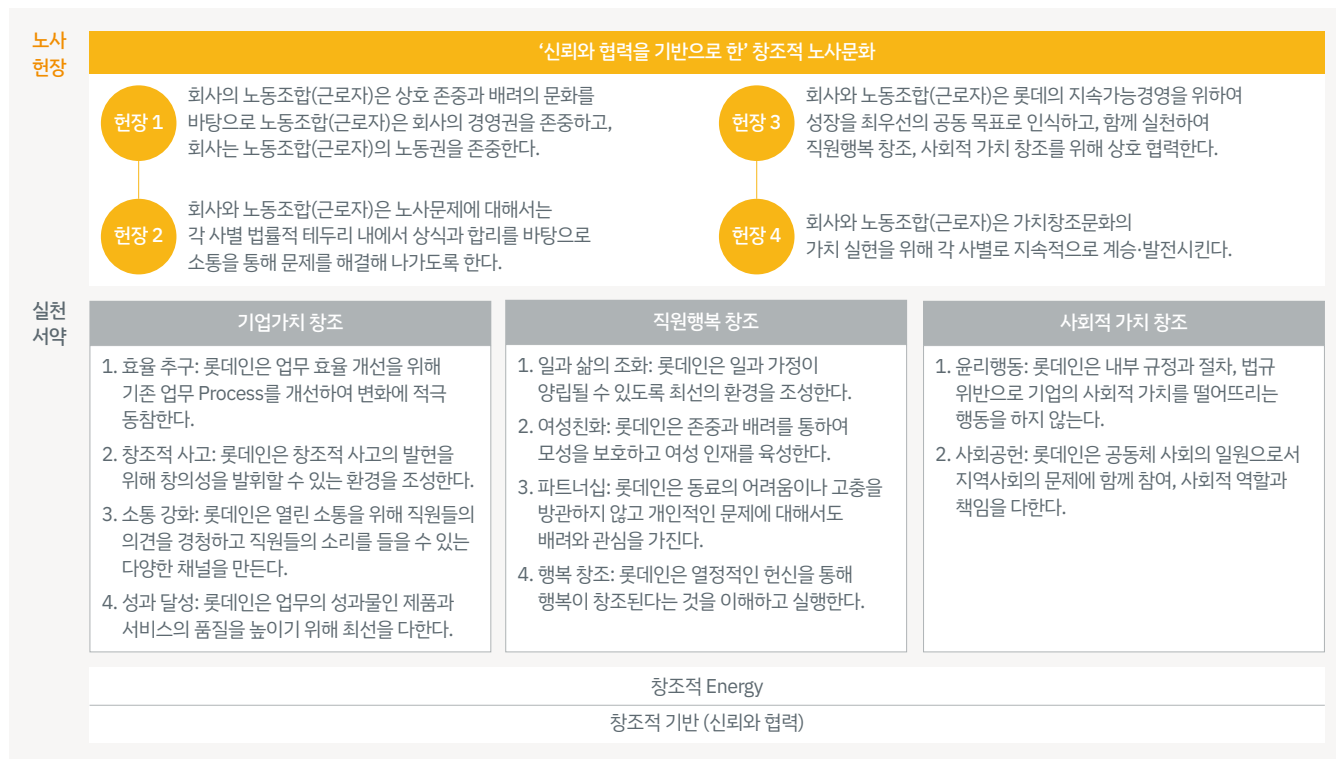 노사
헌장
‘신뢰와 협력을 기반으로 한’ 창조적 노사문화
헌장 1
회사의 노동조합(근로자)은 상호 존중과 배려의 문화를
바탕으로 노동조합(근로자)은 회사의 경영권을 존중하고,
회사는 노동조합(근로자)의 노동권을 존중한다.
헌장 2
회사와 노동조합(근로자)은 노사문제에 대해서는
각 사별 법률적 테두리 내에서 상식과 합리를 바탕으로
소통을 통해 문제를 해결해 나가도록 한다.
헌장 3
회사와 노동조합(근로자)은 롯데의 지속가능경영을 위하여
성장을 최우선의 공동 목표로 인식하고, 함께 실천하여
직원행복 창조, 사회적 가치 창조를 위해 상호 협력한다.
헌장 4
회사와 노동조합(근로자)은 가치창조문화의
가치 실현을 위해 각 사별로 지속적으로 계승·발전시킨다.
실천
서약
기업가치 창조
1. 효율 추구: 롯데인은 업무 효율 개선을 위해
기존 업무 Process를 개선하여 변화에 적극
동참한다.
2. 창조적 사고: 롯데인은 창조적 사고의 발현을
위해 창의성을 발휘할 수 있는 환경을 조성한다.
3. 소통 강화: 롯데인은 열린 소통을 위해 직원들의
의견을 경청하고 직원들의 소리를 들을 수 있는
다양한 채널을 만든다.
4. 성과 달성: 롯데인은 업무의 성과물인 제품과
서비스의 품질을 높이기 위해 최선을 다한다.
직원행복 창조
1. 일과 삶의 조화: 롯데인은 일과 가정이
양립될 수 있도록 최선의 환경을 조성한다.
2. 여성친화: 롯데인은 존중과 배려를 통하여
모성을 보호하고 여성 인재를 육성한다.
3. 파트너십: 롯데인은 동료의 어려움이나 고충을
방관하지 않고 개인적인 문제에 대해서도
배려와 관심을 가진다.
4. 행복 창조: 롯데인은 열정적인 헌신을 통해
행복이 창조된다는 것을 이해하고 실행한다.
사회적 가치 창조
1. 윤리행동: 롯데인은 내부 규정과 절차, 법규
위반으로 기업의 사회적 가치를 떨어뜨리는
행동을 하지 않는다.
2. 사회공헌: 롯데인은 공동체 사회의 일원으로서
지역사회의 문제에 함께 참여, 사회적 역할과
책임을 다한다.
창조적 Energy
창조적 기반 (신뢰와 협력)